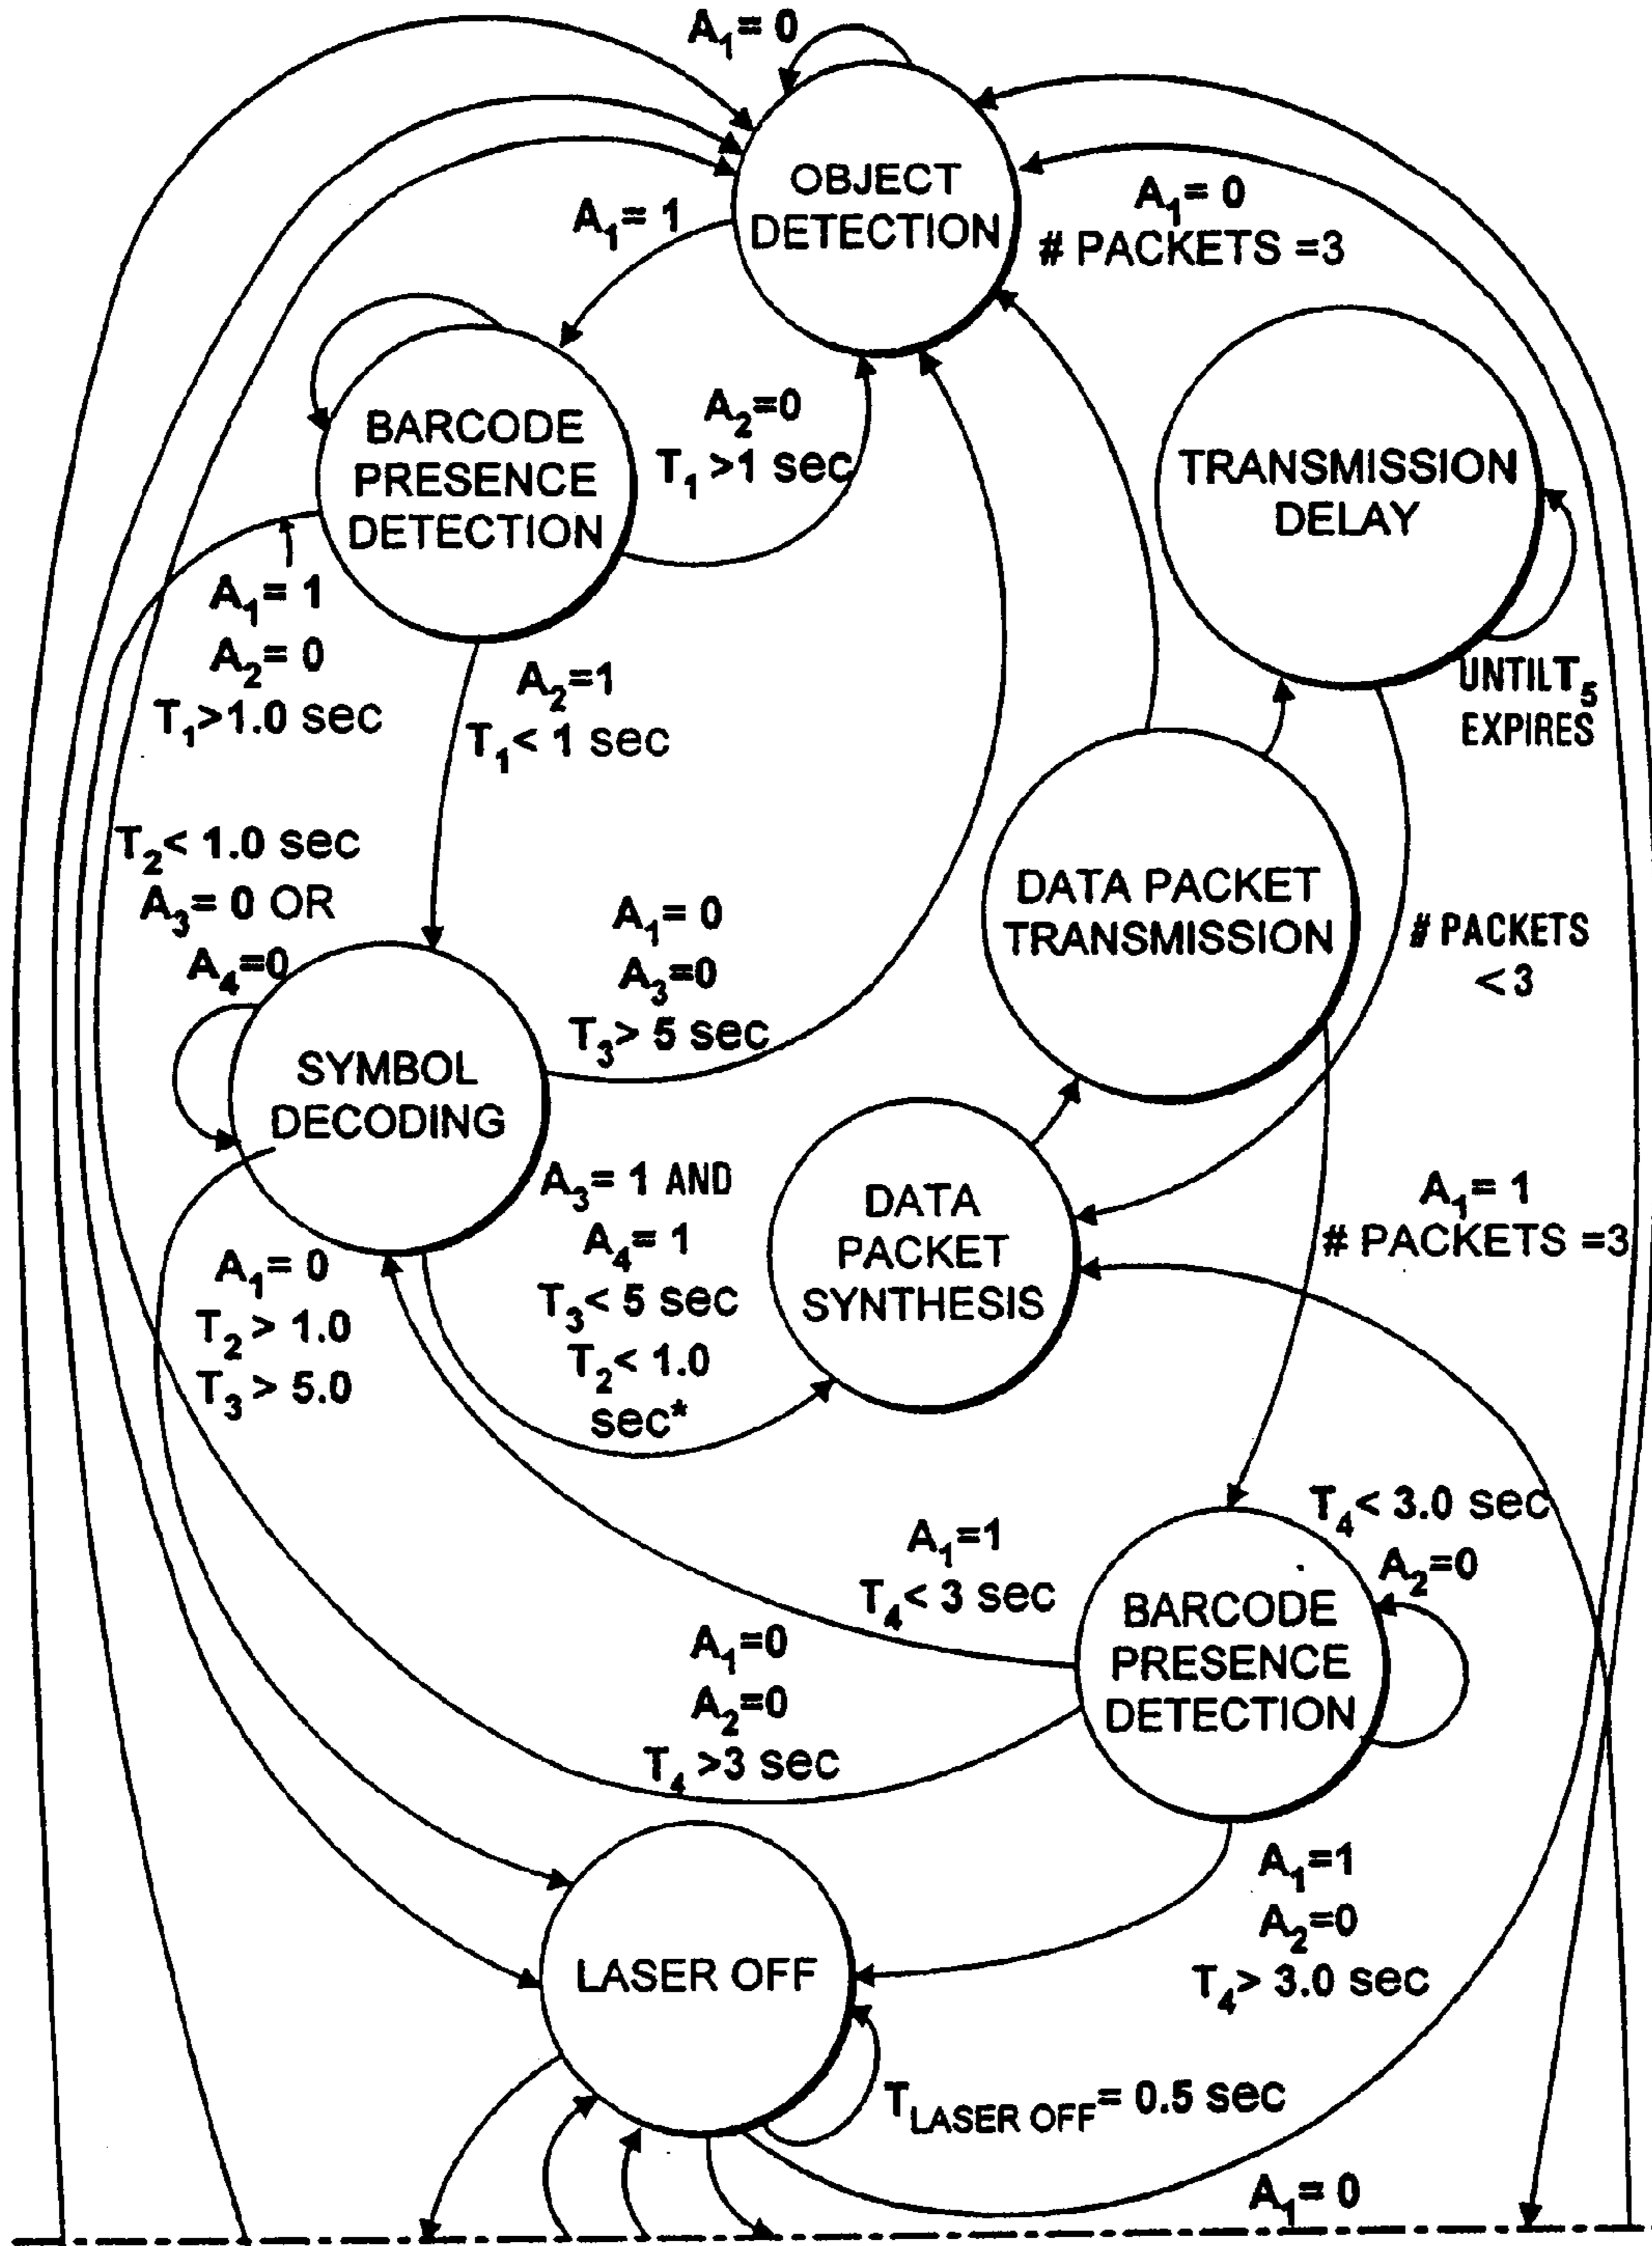 A₁= 0
OBJECT
DETECTION
A₁= 1
A₁= 0
# PACKETS =3
BARCODE
PRESENCE
DETECTION
A₂=0
T₁ >1 sec
TRANSMISSION
DELAY
UNTILT₅
EXPIRES
A₁= 1
A₂= 0
T₁>1.0 sec
A₂=1
T₁< 1 sec
T₂< 1.0 sec
A₃= 0 OR
A₄=0
A₁= 0
A₃=0
T₃> 5 sec
DATA PACKET
TRANSMISSION
# PACKETS
< 3
SYMBOL
DECODING
A₃= 1 AND
A₄= 1
T₃< 5 sec
T₂< 1.0
sec*
DATA
PACKET
SYNTHESIS
A₁= 1
# PACKETS =3
A₁= 0
T₂> 1.0
T₃> 5.0
T₄< 3.0 sec
A₂=0
A₁=1
T₄< 3 sec
BARCODE
PRESENCE
DETECTION
A₁=0
A₂=0
T₄ >3 sec
A₁=1
A₂=0
T₄> 3.0 sec
LASER OFF
T LASER OFF= 0.5 sec
A₁= 0